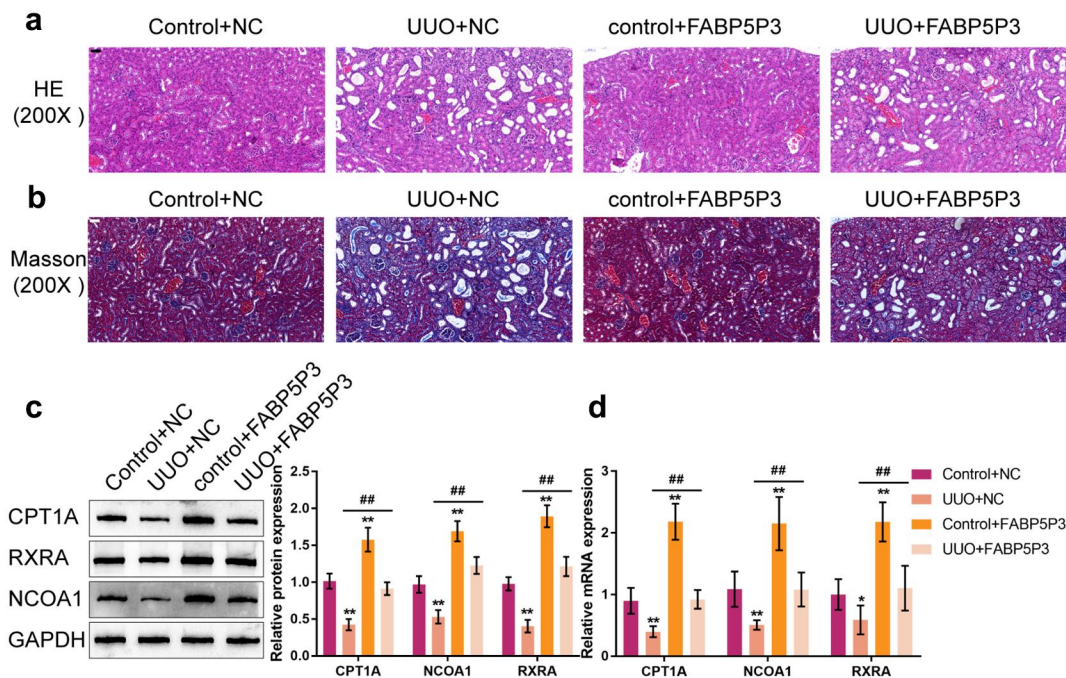 a
Control+NC UUO+NC control+FABP5P3 UUO+FABP5P3
HE
(200X )
b
Control+NC UUO+NC control+FABP5P3 UUO+FABP5P3
Masson
(200X )
c
Control+NC
UUO+NC
control+FABP5P3
UUO+FABP5P3
CPT1A
RXRA
NCOA1
GAPDH
Relative protein expression
2.5
2.0
1.5
1.0
0.5
0.0
## ## ##
** ** **
** ** **
CPT1A NCOA1 RXRA
d
Relative mRNA expression
3
2
1
0
## ## ##
** ** **
** ** *
CPT1A NCOA1 RXRA
Control+NC
UUO+NC
Control+FABP5P3
UUO+FABP5P3